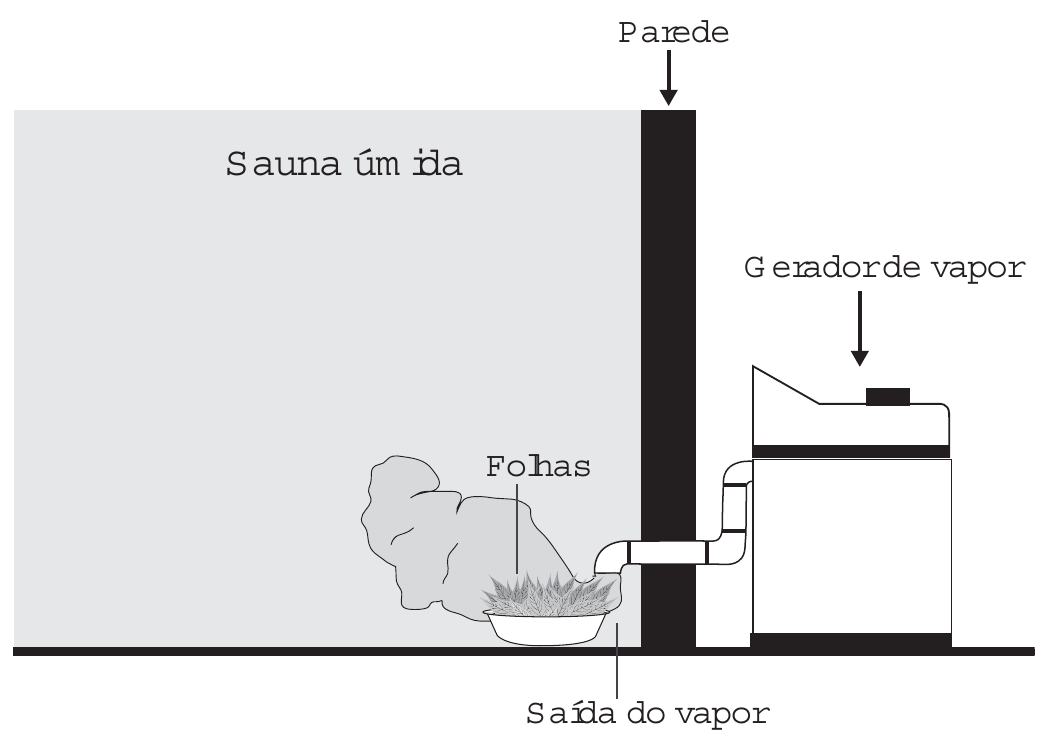 Parede
Sauna úmida
Gerador de vapor
Folhas
Saída do vapor